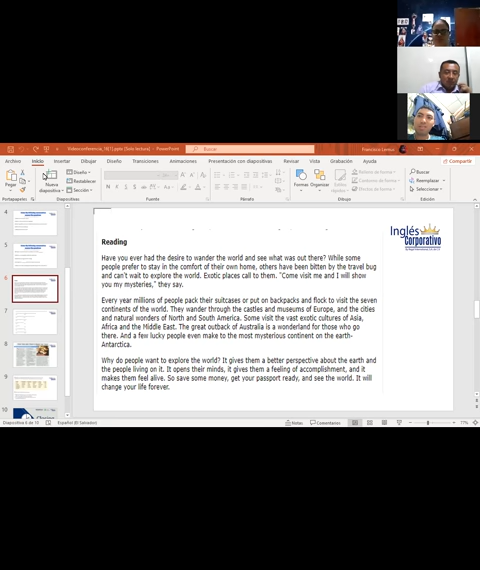 Videoconferencia_18(1).pptx (Solo lectura) - PowerPoint
Buscar
Archivo Inicio Insertar Dibujar Diseño Transiciones Animaciones Presentación con diapositivas Revisar Vista Grabación Ayuda Compartir
Pegar
Nueva diapositiva
Diseño
Restablecer
Sección
Formas Organizar Estilos rápidos
Buscar
Reemplazar
Seleccionar
Portapapeles Diapositivas Fuente Párrafo Dibujo Edición
4
5
6
7
8
9
10
Inglés
Corporativo
Reading
Have you ever had the desire to wander the world and see what was out there? While some
people prefer to stay in the comfort of their own home, others have been bitten by the travel bug
and can't wait to explore the world. Exotic places call to them. "Come visit me and I will show
you my mysteries," they say.
Every year millions of people pack their suitcases or put on backpacks and flock to visit the seven
continents of the world. They wander through the castles and museums of Europe, and the cities
and natural wonders of North and South America. Some visit the vast exotic cultures of Asia,
Africa and the Middle East. The great outback of Australia is a wonderland for those who go
there. And a few lucky people even make to the most mysterious continent on the earth-
Antarctica.
Why do people want to explore the world? It gives them a better perspective about the earth and
the people living on it. It opens their minds, it gives them a feeling of accomplishment, and it
makes them feel alive. So save some money, get your passport ready, and see the world. It will
change your life forever.
Diapositiva 6 de 10 Español (El Salvador) Notas Comentarios 77%